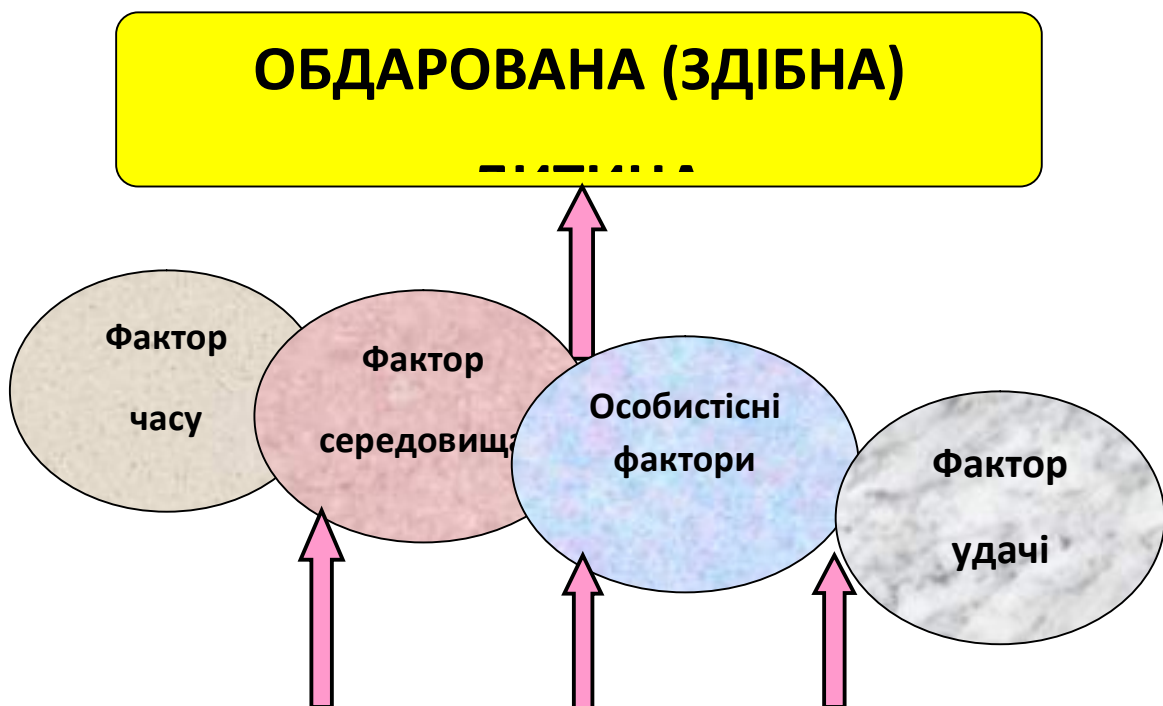 ОБДАРОВАНА (ЗДІБНА)
Фактор
часу
Фактор
середовища
Особистісні
фактори
Фактор
удачі